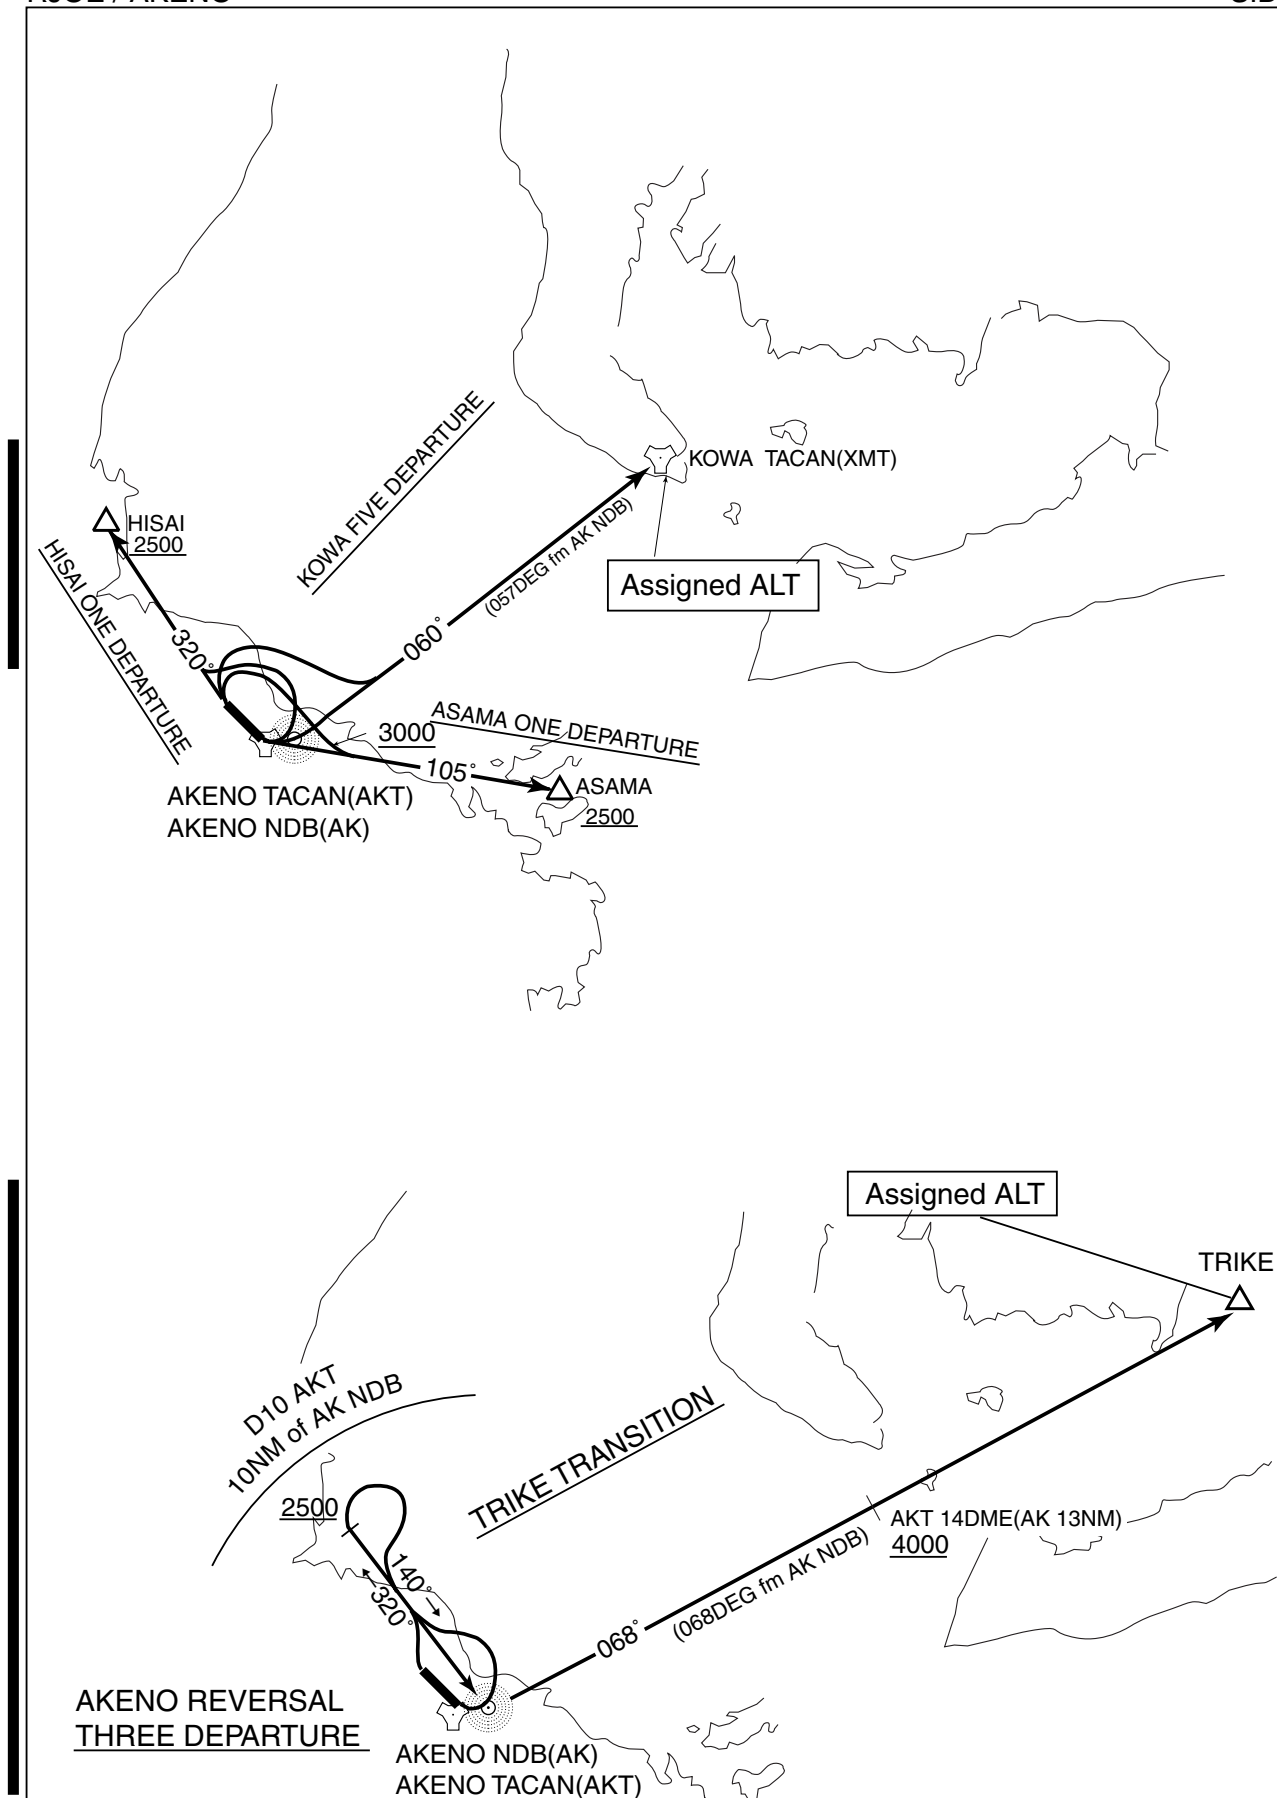 KOWA FIVE DEPARTURE
KOWA TACAN(XMT)
HISAI
2500
HISAI ONE DEPARTURE
(057DEG fm AK NDB)
Assigned ALT
060°
320°
3000
ASAMA ONE DEPARTURE
105°
ASAMA
2500
AKENO TACAN(AKT)
AKENO NDB(AK)
Assigned ALT
TRIKE
D10 AKT
10NM of AK NDB
TRIKE TRANSITION
2500
AKT 14DME(AK 13NM)
4000
140°
320°
068°
(068DEG fm AK NDB)
AKENO REVERSAL
THREE DEPARTURE
AKENO NDB(AK)
AKENO TACAN(AKT)